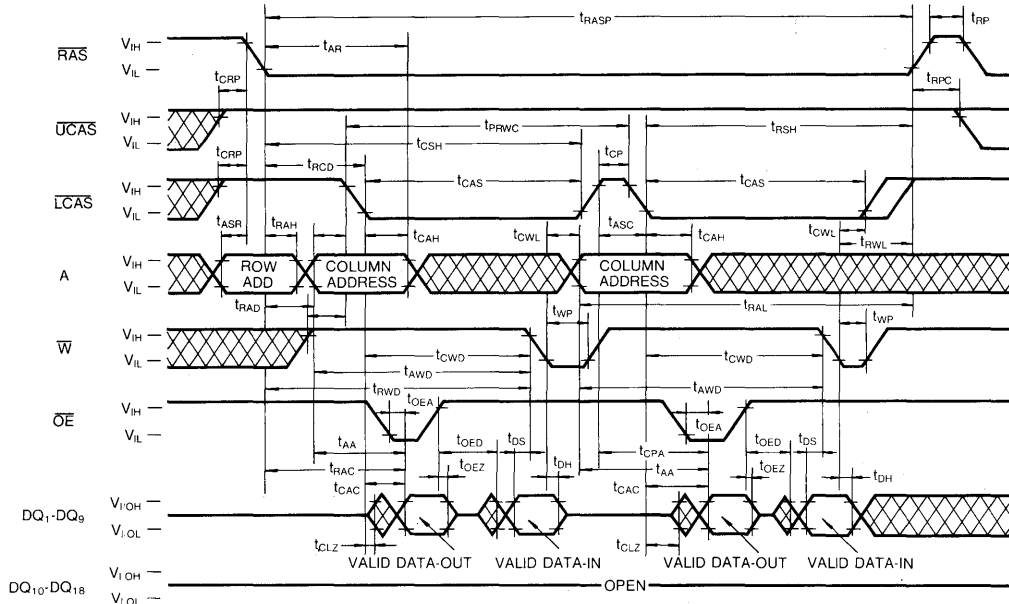 tRASP
tRP
tAR
RAS
VIH
VIL
tCRP
tRPC
UCAS
VIH
VIL
tPRWC
tCSH
tRSH
tCRP
tRCD
tCP
LCAS
VIH
VIL
tCAS
tCAS
tASR
tRAH
tCAH
tCWL
tASC
tCAH
tCWL
tRWL
A
VIH
VIL
ROW ADD
COLUMN ADDRESS
COLUMN ADDRESS
tRAD
tWP
tRAL
tWP
W
VIH
VIL
tCWD
tCWD
tAWD
tAWD
tRWD
tOEA
tOEA
OE
VIH
VIL
tAA
tOED
tDS
tCPA
tOED
tDS
tRAC
tOEZ
tAA
tOEZ
tCAC
tDH
tCAC
tDH
DQ1-DQ9
VI/OH
VI/OL
tCLZ
VALID DATA-OUT
VALID DATA-IN
tCLZ
VALID DATA-OUT
VALID DATA-IN
DQ10-DQ18
VI/OH
VI/OL
OPEN